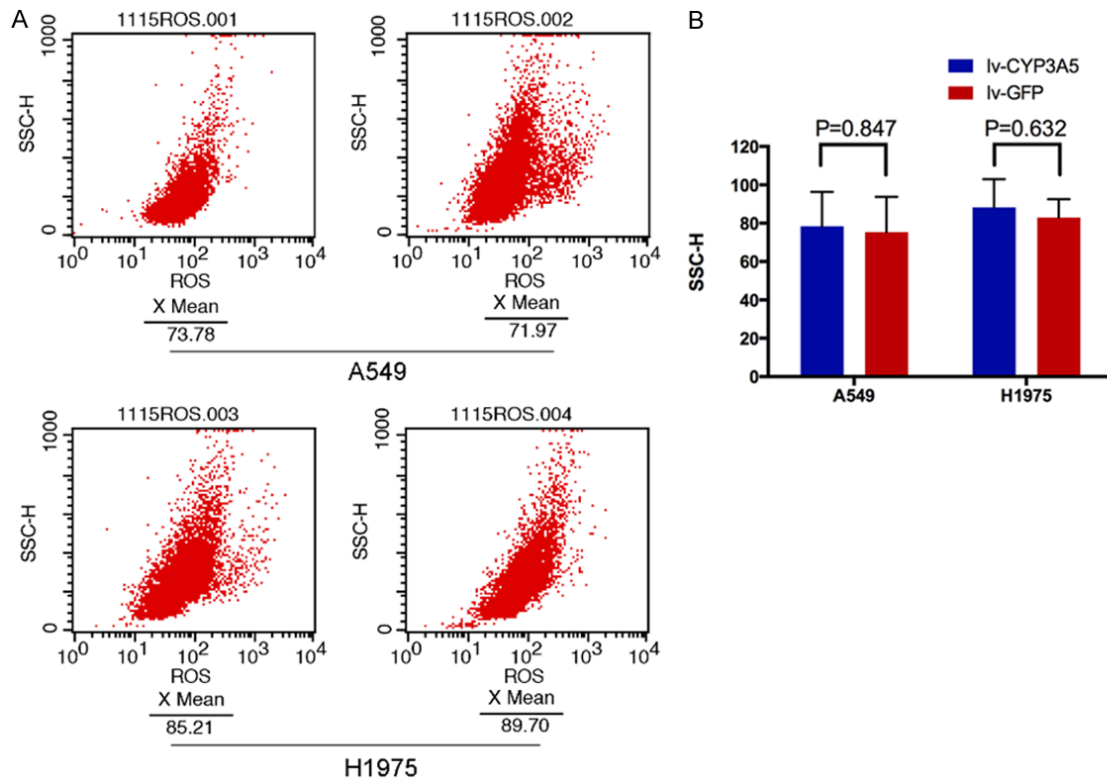 A
1115ROS.001
1115ROS.002
SSC-H
1000
0
10^0 10^1 10^2 10^3 10^4
ROS
X Mean
73.78
SSC-H
1000
0
10^0 10^1 10^2 10^3 10^4
ROS
X Mean
71.97
A549
1115ROS.003
1115ROS.004
SSC-H
1000
0
10^0 10^1 10^2 10^3 10^4
ROS
X Mean
85.21
SSC-H
1000
0
10^0 10^1 10^2 10^3 10^4
ROS
X Mean
89.70
H1975
B
lv-CYP3A5
lv-GFP
P=0.847
P=0.632
SSC-H
120
100
80
60
40
20
0
A549
H1975